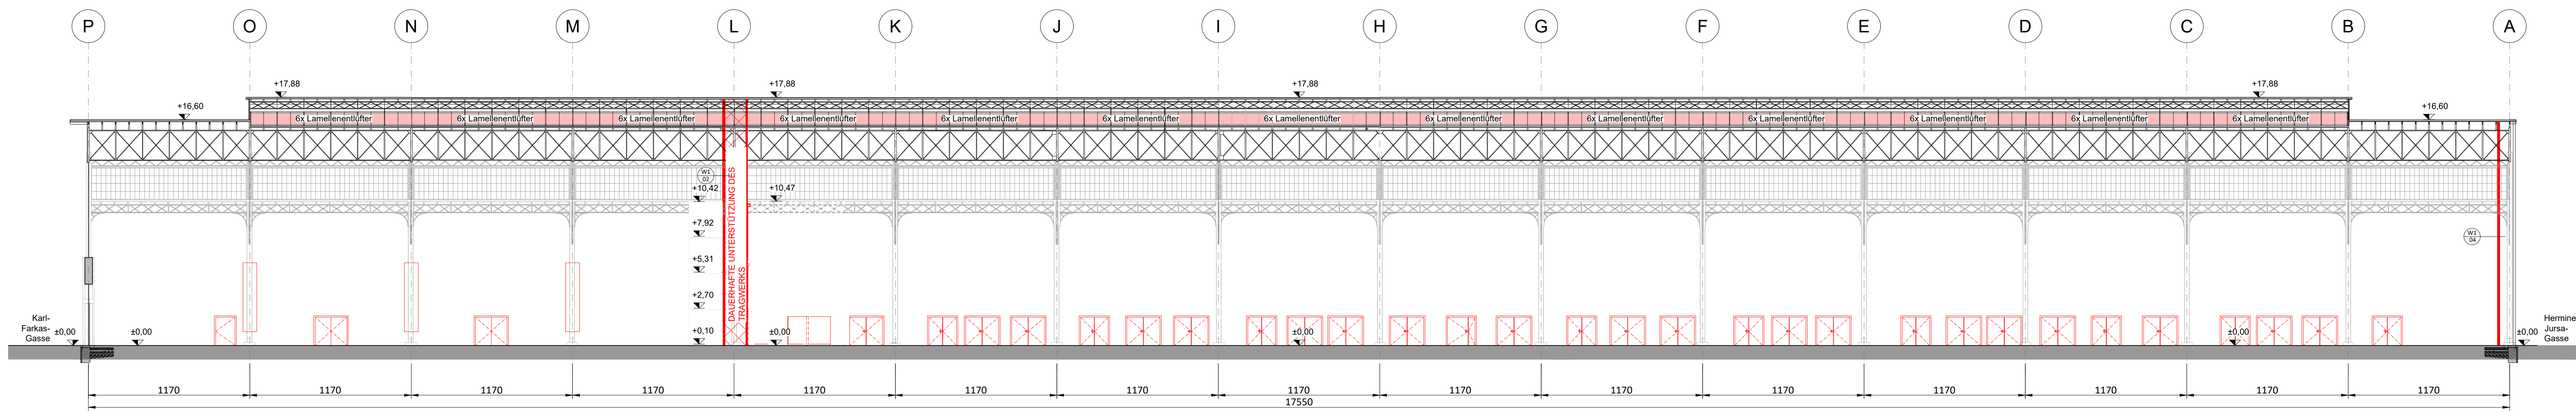 P O N M L K J I H G F E D C B A
+17,88 +17,88 +17,88 +17,88
+16,60 +16,60
6x Lamellenentlüfter 6x Lamellenentlüfter 6x Lamellenentlüfter 6x Lamellenentlüfter 6x Lamellenentlüfter 6x Lamellenentlüfter 6x Lamellenentlüfter 6x Lamellenentlüfter 6x Lamellenentlüfter 6x Lamellenentlüfter 6x Lamellenentlüfter 6x Lamellenentlüfter 6x Lamellenentlüfter
W1
02
+10,42 +10,47
+7,92
+5,31
+2,70
+0,10
DAUERHAFTE UNTERSTÜTZUNG DES
TRAGWERKS
W1
04
Karl-
Farkas-
Gasse
±0,00 ±0,00 ±0,00 ±0,00 ±0,00 ±0,00
Hermine
Jursa-
Gasse
1170 1170 1170 1170 1170 1170 1170 1170 1170 1170 1170 1170 1170 1170 1170
17550